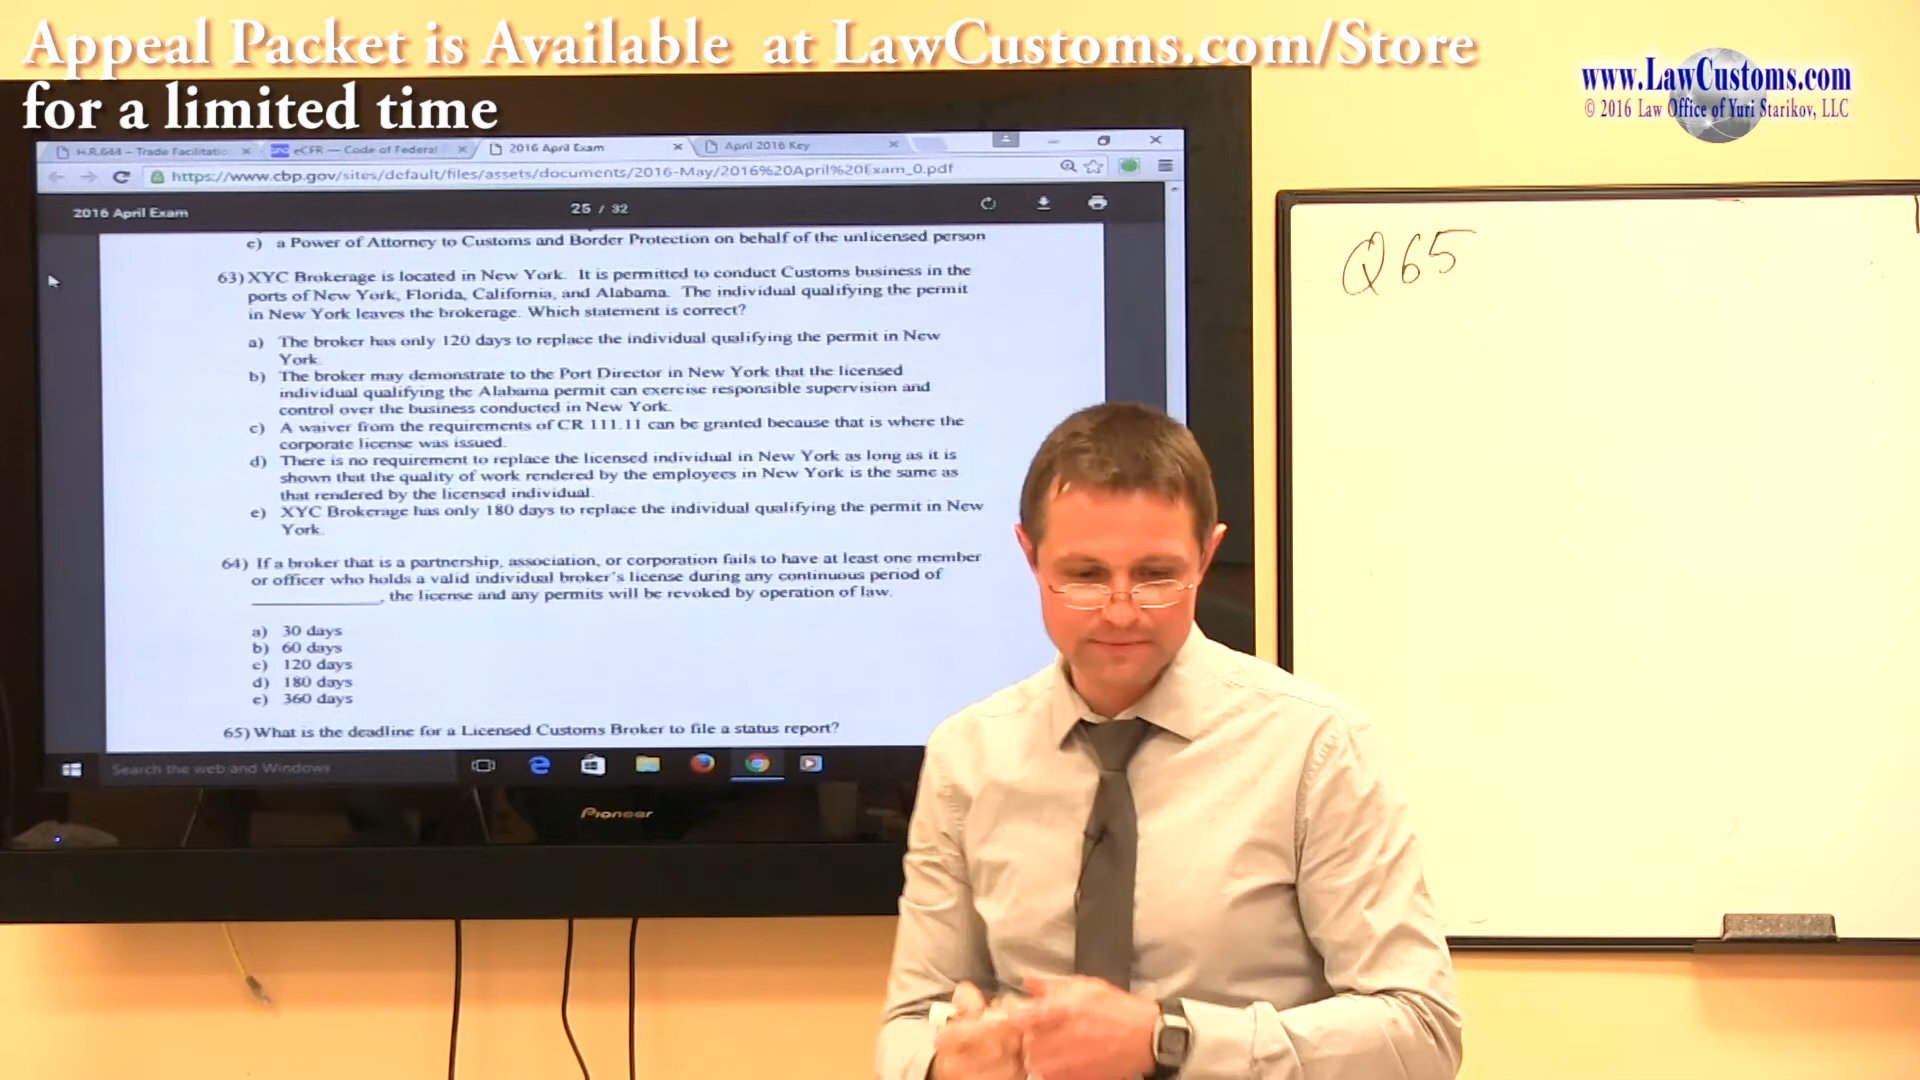 Appeal Packet is Available at LawCustoms.com/Store
for a limited time
www.LawCustoms.com
© 2016 Law Office of Yuri Starikov, LLC
H.R.644 – Trade Facilitatio
eCFR — Code of Federal
2016 April Exam
April 2016 Key
https://www.cbp.gov/sites/default/files/assets/documents/2016-May/2016%20April%20Exam_0.pdf
2016 April Exam
25 / 32
e) a Power of Attorney to Customs and Border Protection on behalf of the unlicensed person
63) XYC Brokerage is located in New York. It is permitted to conduct Customs business in the
ports of New York, Florida, California, and Alabama. The individual qualifying the permit
in New York leaves the brokerage. Which statement is correct?
a) The broker has only 120 days to replace the individual qualifying the permit in New
York.
b) The broker may demonstrate to the Port Director in New York that the licensed
individual qualifying the Alabama permit can exercise responsible supervision and
control over the business conducted in New York.
c) A waiver from the requirements of CR 111.11 can be granted because that is where the
corporate license was issued.
d) There is no requirement to replace the licensed individual in New York as long as it is
shown that the quality of work rendered by the employees in New York is the same as
that rendered by the licensed individual.
e) XYC Brokerage has only 180 days to replace the individual qualifying the permit in New
York.
64) If a broker that is a partnership, association, or corporation fails to have at least one member
or officer who holds a valid individual broker's license during any continuous period of
____________, the license and any permits will be revoked by operation of law.
a) 30 days
b) 60 days
c) 120 days
d) 180 days
e) 360 days
65) What is the deadline for a Licensed Customs Broker to file a status report?
Search the web and Windows
Pioneer
Q65